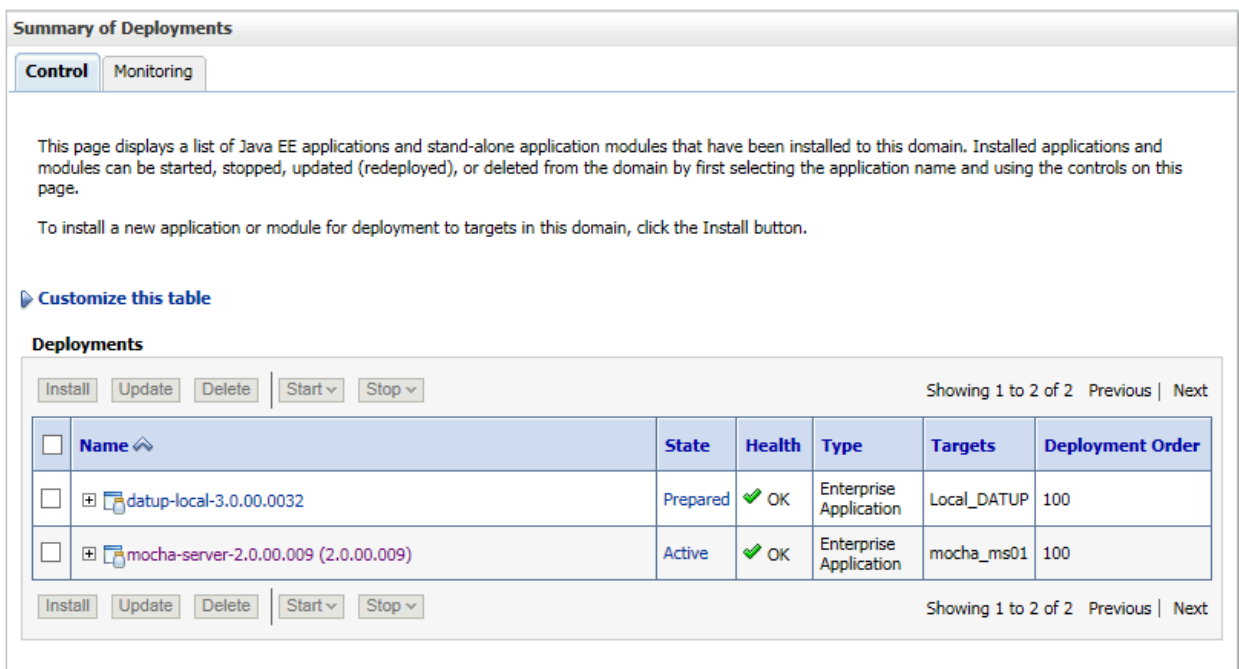 Summary of Deployments
Control Monitoring
This page displays a list of Java EE applications and stand-alone application modules that have been installed to this domain. Installed applications and
modules can be started, stopped, updated (redeployed), or deleted from the domain by first selecting the application name and using the controls on this
page.
To install a new application or module for deployment to targets in this domain, click the Install button.
Customize this table
Deployments
Install Update Delete Start Stop Showing 1 to 2 of 2 Previous | Next
Name State Health Type Targets Deployment Order
datup-local-3.0.00.0032 Prepared OK Enterprise Application Local_DATUP 100
mocha-server-2.0.00.009 (2.0.00.009) Active OK Enterprise Application mocha_ms01 100
Install Update Delete Start Stop Showing 1 to 2 of 2 Previous | Next